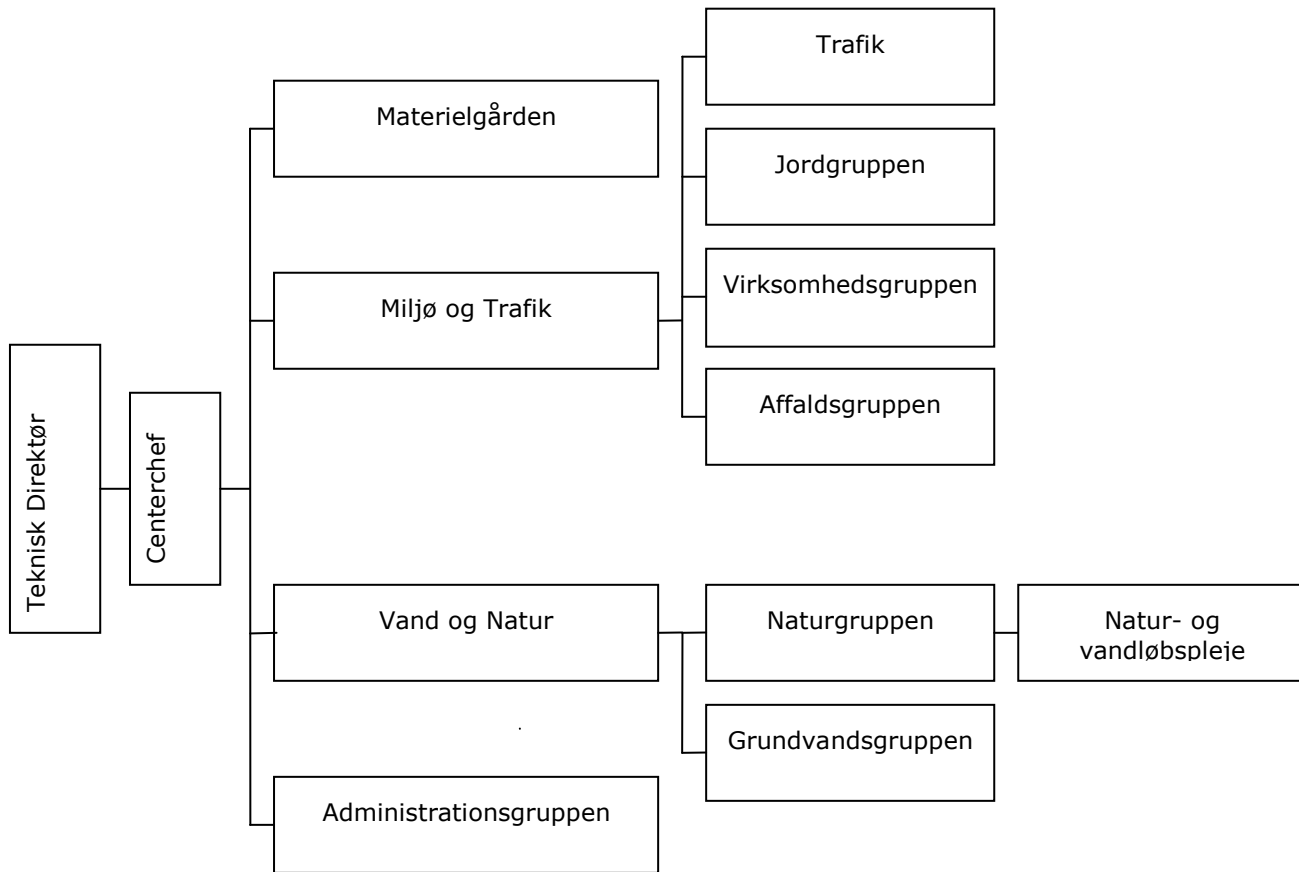 Teknisk Direktør
Centerchef
Materielgården
Miljø og Trafik
Trafik
Jordgruppen
Virksomhedsgruppen
Affaldsgruppen
Vand og Natur
Naturgruppen
Natur- og
vandløbspleje
Grundvandsgruppen
Administrationsgruppen